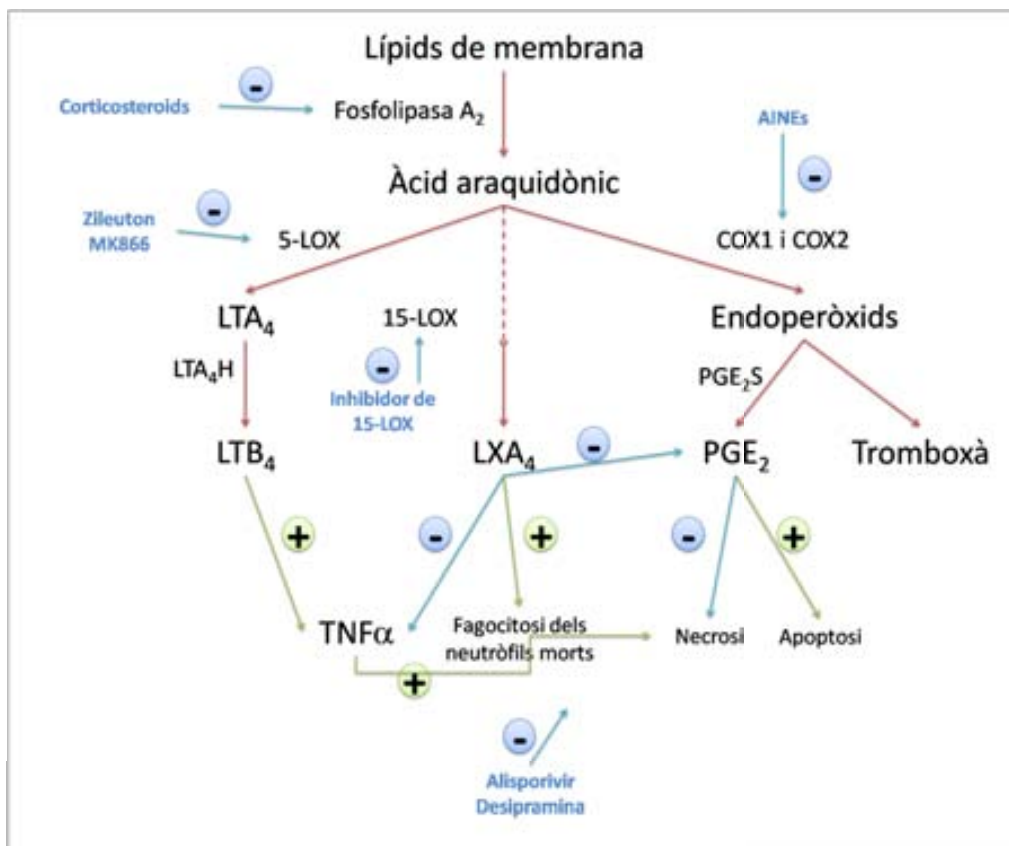 Lípids de membrana
-
Corticosteroids
Fosfolipasa A2
AINEs
-
Àcid araquidònic
-
Zileuton
MK866
5-LOX
COX1 i COX2
LTA4
15-LOX
Endoperòxids
LTA4H
-
PGE2S
Inhibidor de
15-LOX
LTB4
LXA4
-
PGE2
Tromboxà
+
-
+
-
+
TNFα
Fagocitosi dels
neutròfils morts
Necrosi
Apoptosi
+
-
Alisporivir
Desipramina